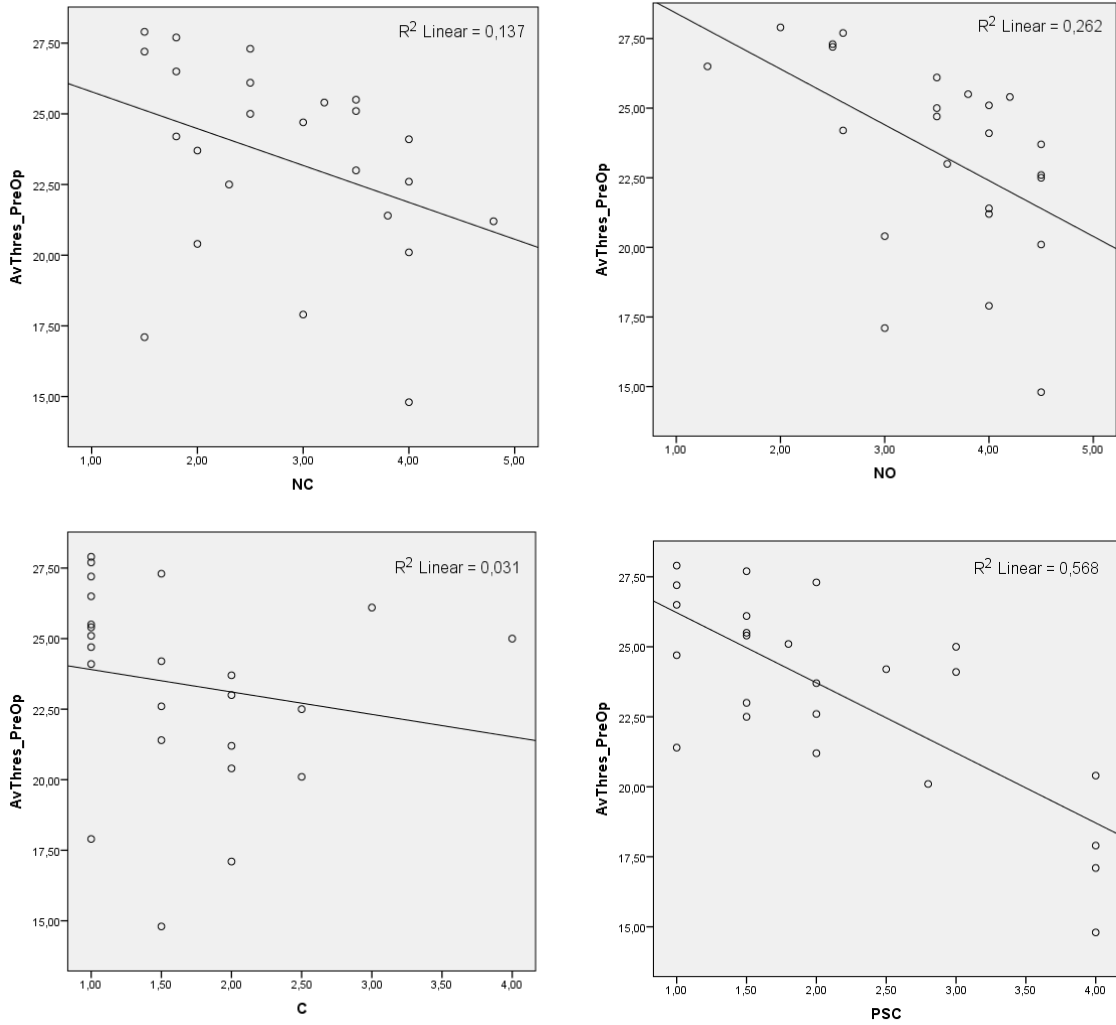 R² Linear = 0,137
27,50
25,00
22,50
20,00
17,50
15,00
AvThres_PreOp
1,00 2,00 3,00 4,00 5,00
NC
R² Linear = 0,262
27,50
25,00
22,50
20,00
17,50
15,00
AvThres_PreOp
1,00 2,00 3,00 4,00 5,00
NO
R² Linear = 0,031
27,50
25,00
22,50
20,00
17,50
15,00
AvThres_PreOp
1,00 1,50 2,00 2,50 3,00 3,50 4,00
C
R² Linear = 0,568
27,50
25,00
22,50
20,00
17,50
15,00
AvThres_PreOp
1,00 1,50 2,00 2,50 3,00 3,50 4,00
PSC